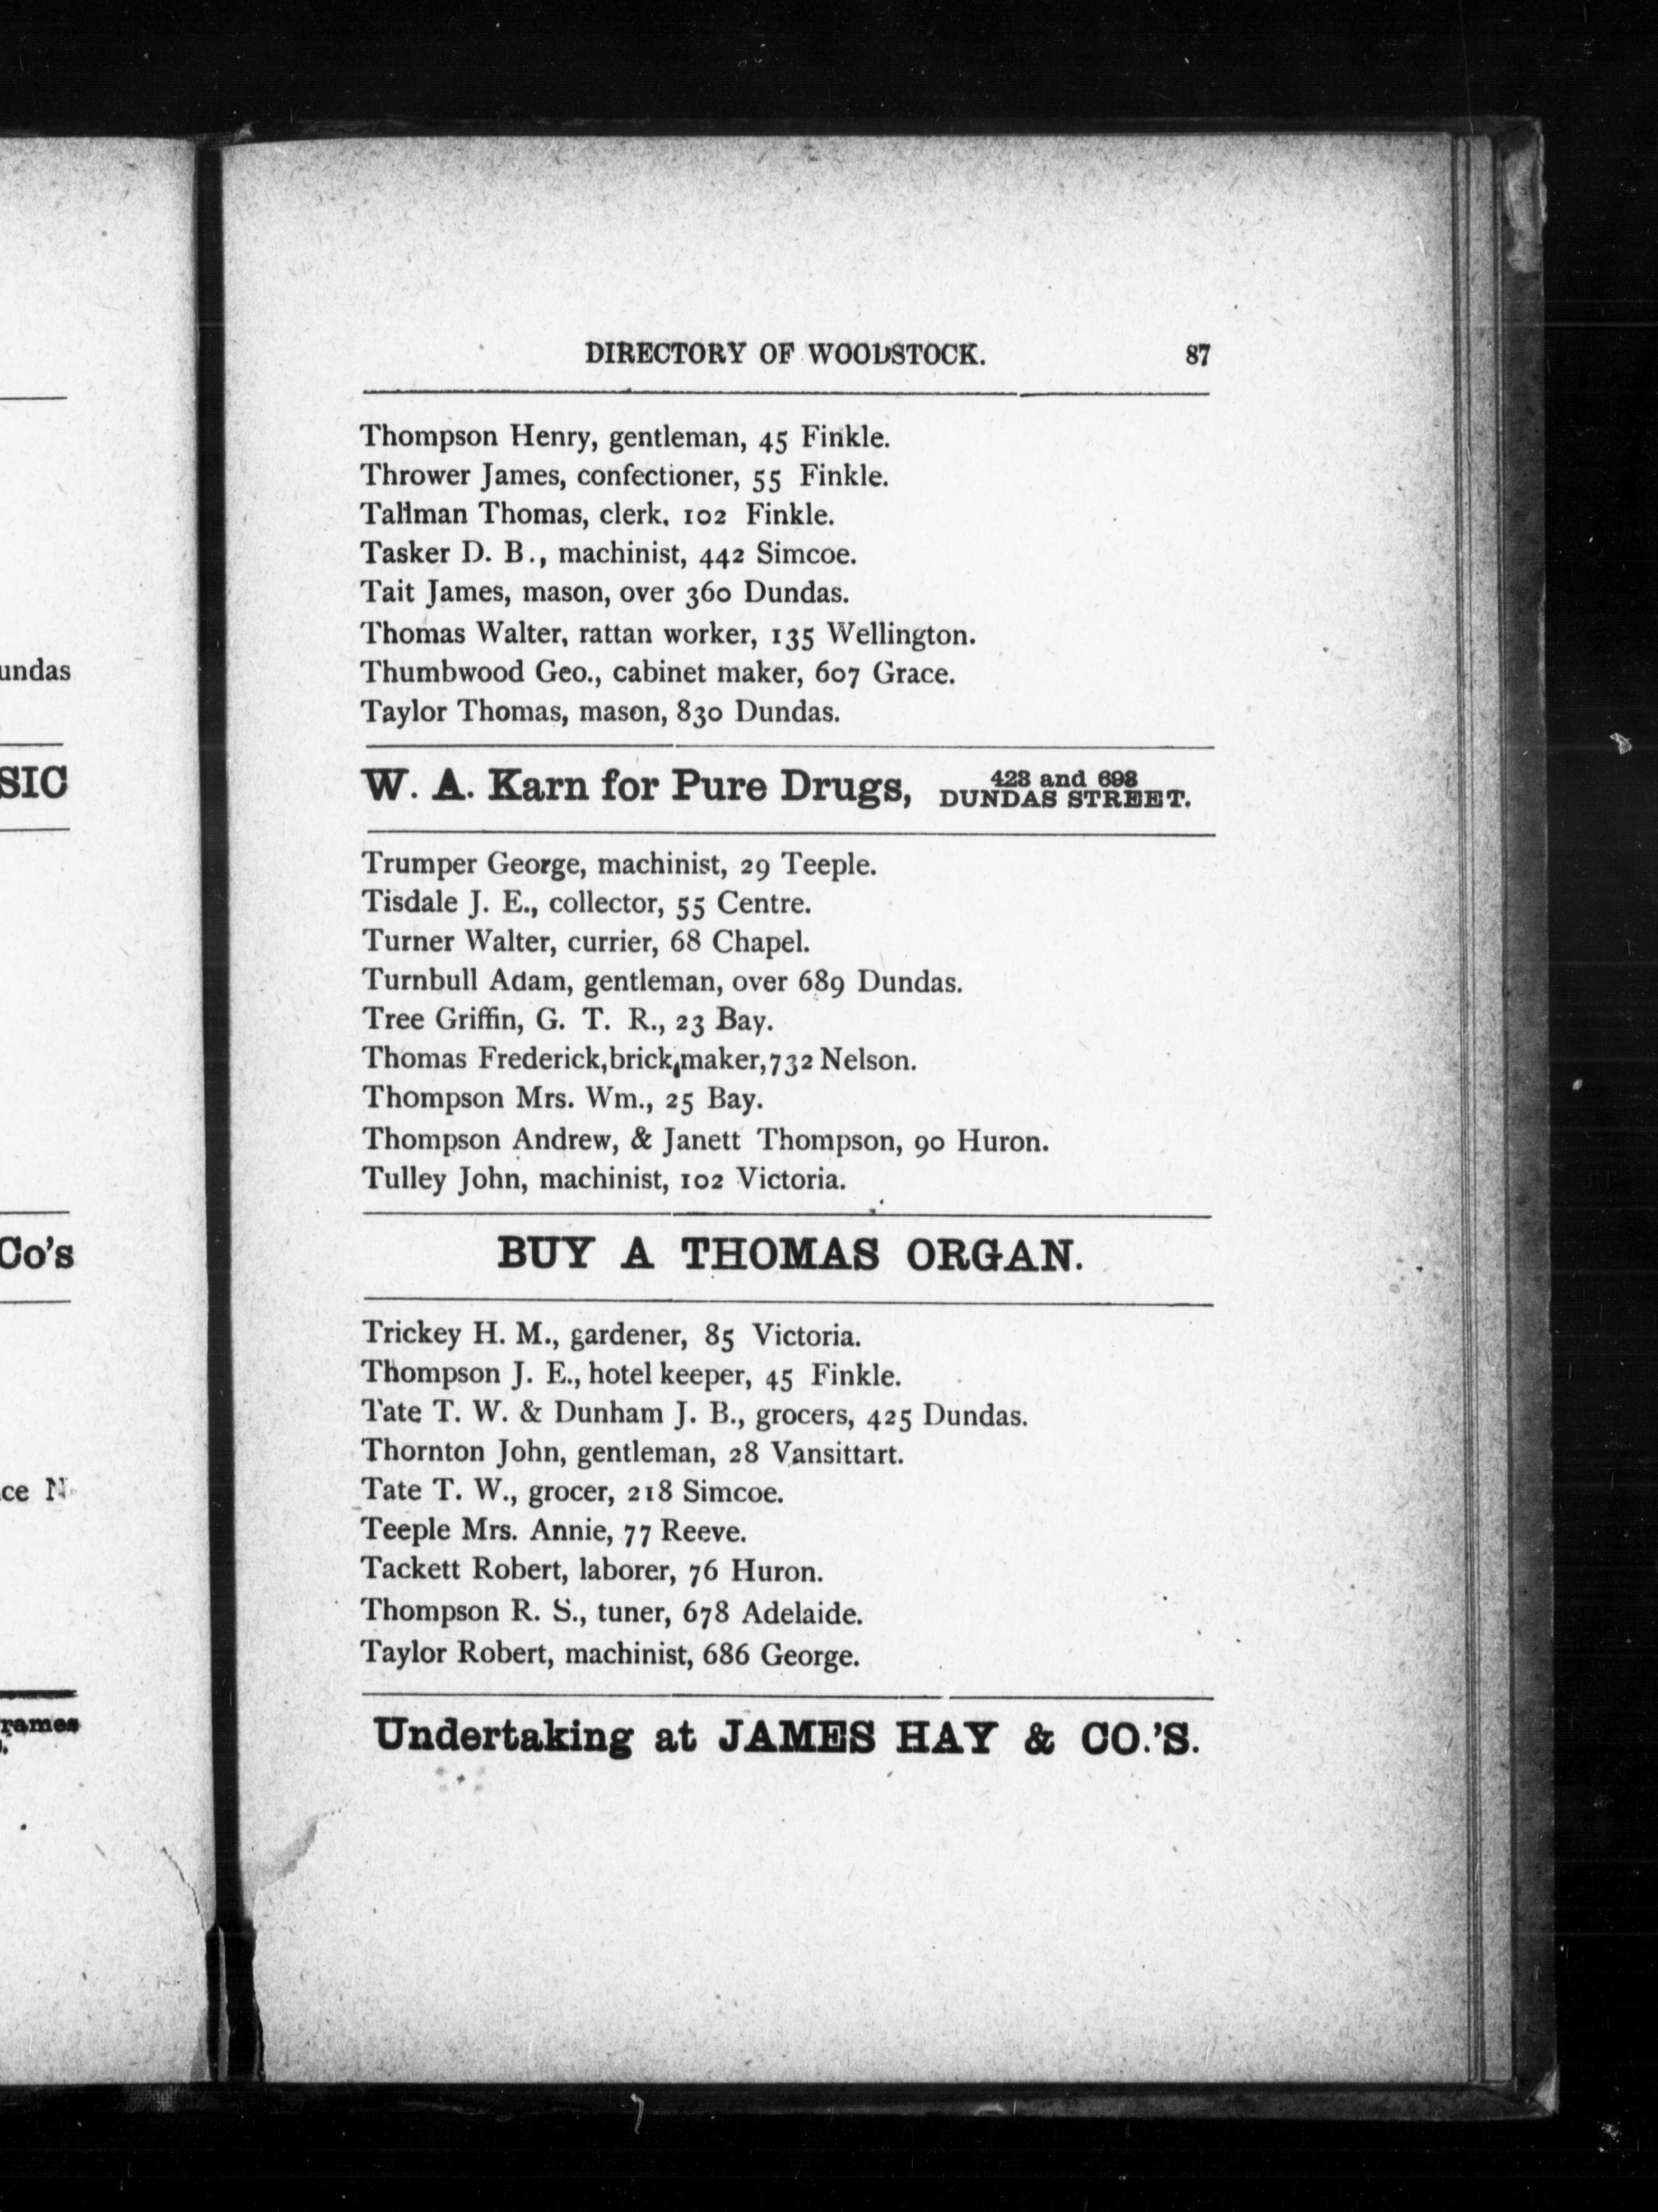 DIRECTORY OF WOODSTOCK. 87
Thompson Henry, gentleman, 45 Finkle.
Thrower James, confectioner, 55 Finkle.
Tallman Thomas, clerk, 102 Finkle.
Tasker D. B., machinist, 442 Simcoe.
Tait James, mason, over 360 Dundas.
Thomas Walter, rattan worker, 135 Wellington.
Thumbwood Geo., cabinet maker, 607 Grace.
Taylor Thomas, mason, 830 Dundas.
W. A. Karn for Pure Drugs, 423 and 698
DUNDAS STREET.
Trumper George, machinist, 29 Teeple.
Tisdale J. E., collector, 55 Centre.
Turner Walter, currier, 68 Chapel.
Turnbull Adam, gentleman, over 689 Dundas.
Tree Griffin, G. T. R., 23 Bay.
Thomas Frederick, brick maker, 732 Nelson.
Thompson Mrs. Wm., 25 Bay.
Thompson Andrew, & Janett Thompson, 90 Huron.
Tulley John, machinist, 102 Victoria.
BUY A THOMAS ORGAN.
Trickey H. M., gardener, 85 Victoria.
Thompson J. E., hotel keeper, 45 Finkle.
Tate T. W. & Dunham J. B., grocers, 425 Dundas.
Thornton John, gentleman, 28 Vansittart.
Tate T. W., grocer, 218 Simcoe.
Teeple Mrs. Annie, 77 Reeve.
Tackett Robert, laborer, 76 Huron.
Thompson R. S., tuner, 678 Adelaide.
Taylor Robert, machinist, 686 George.
Undertaking at JAMES HAY & CO.'S.